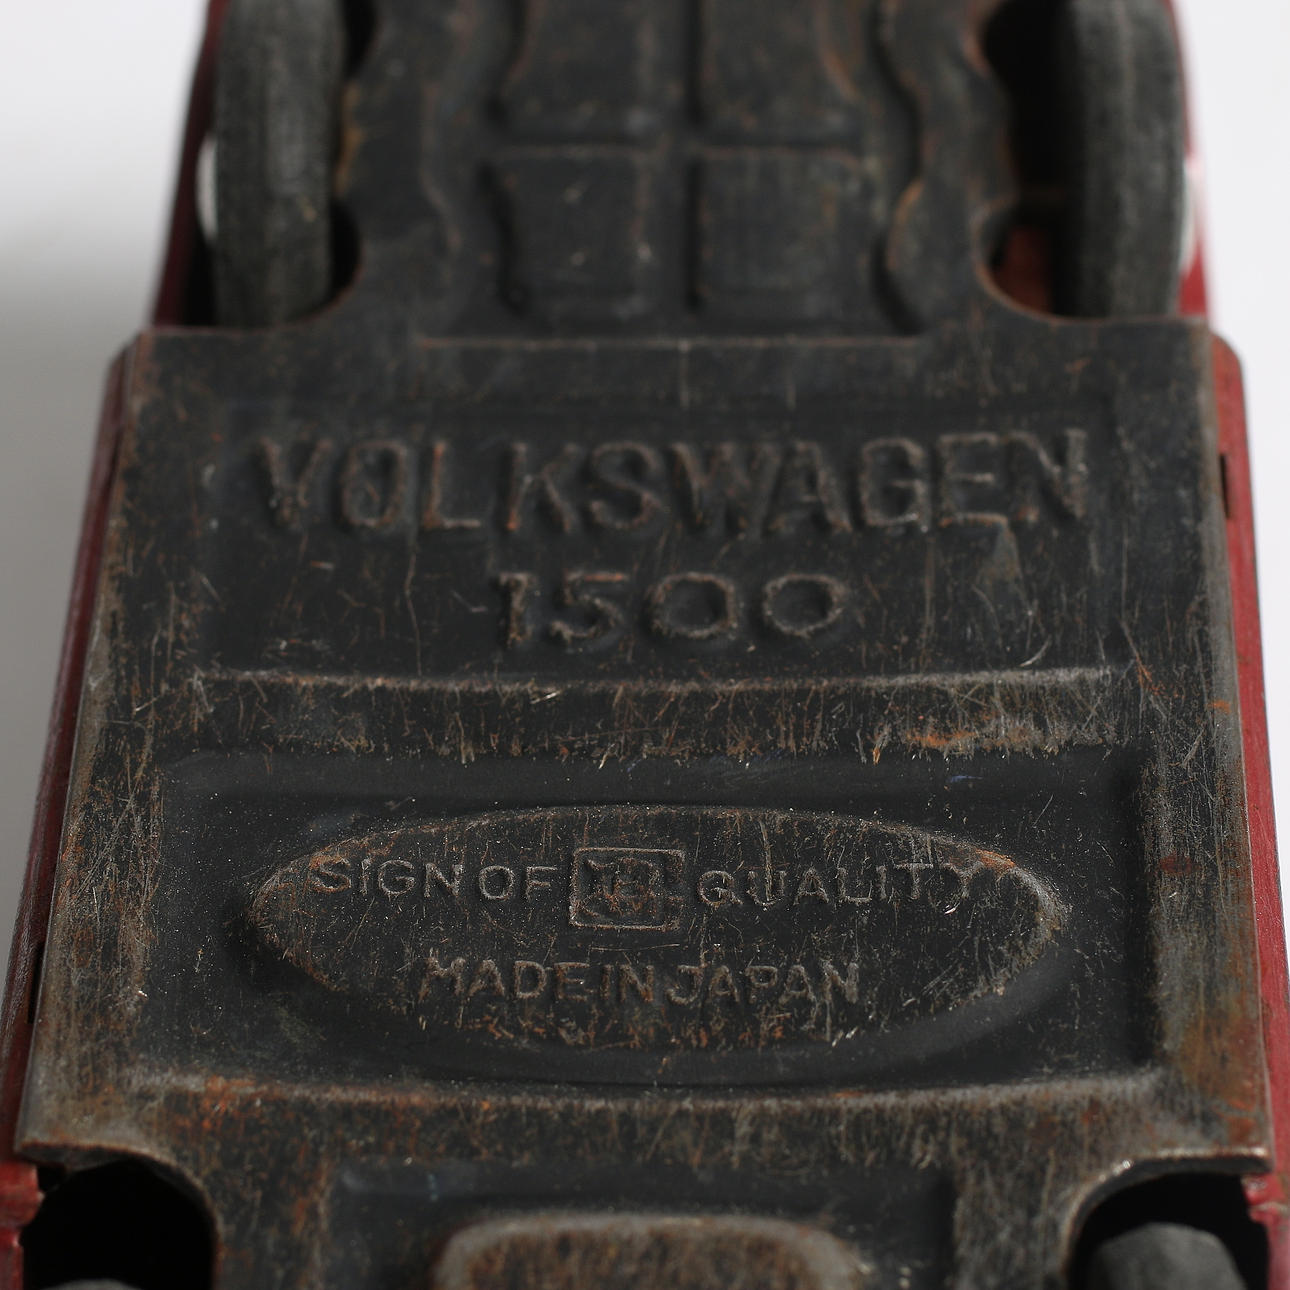 VOLKSWAGEN
1500
SIGN OF QUALITY
MADE IN JAPAN